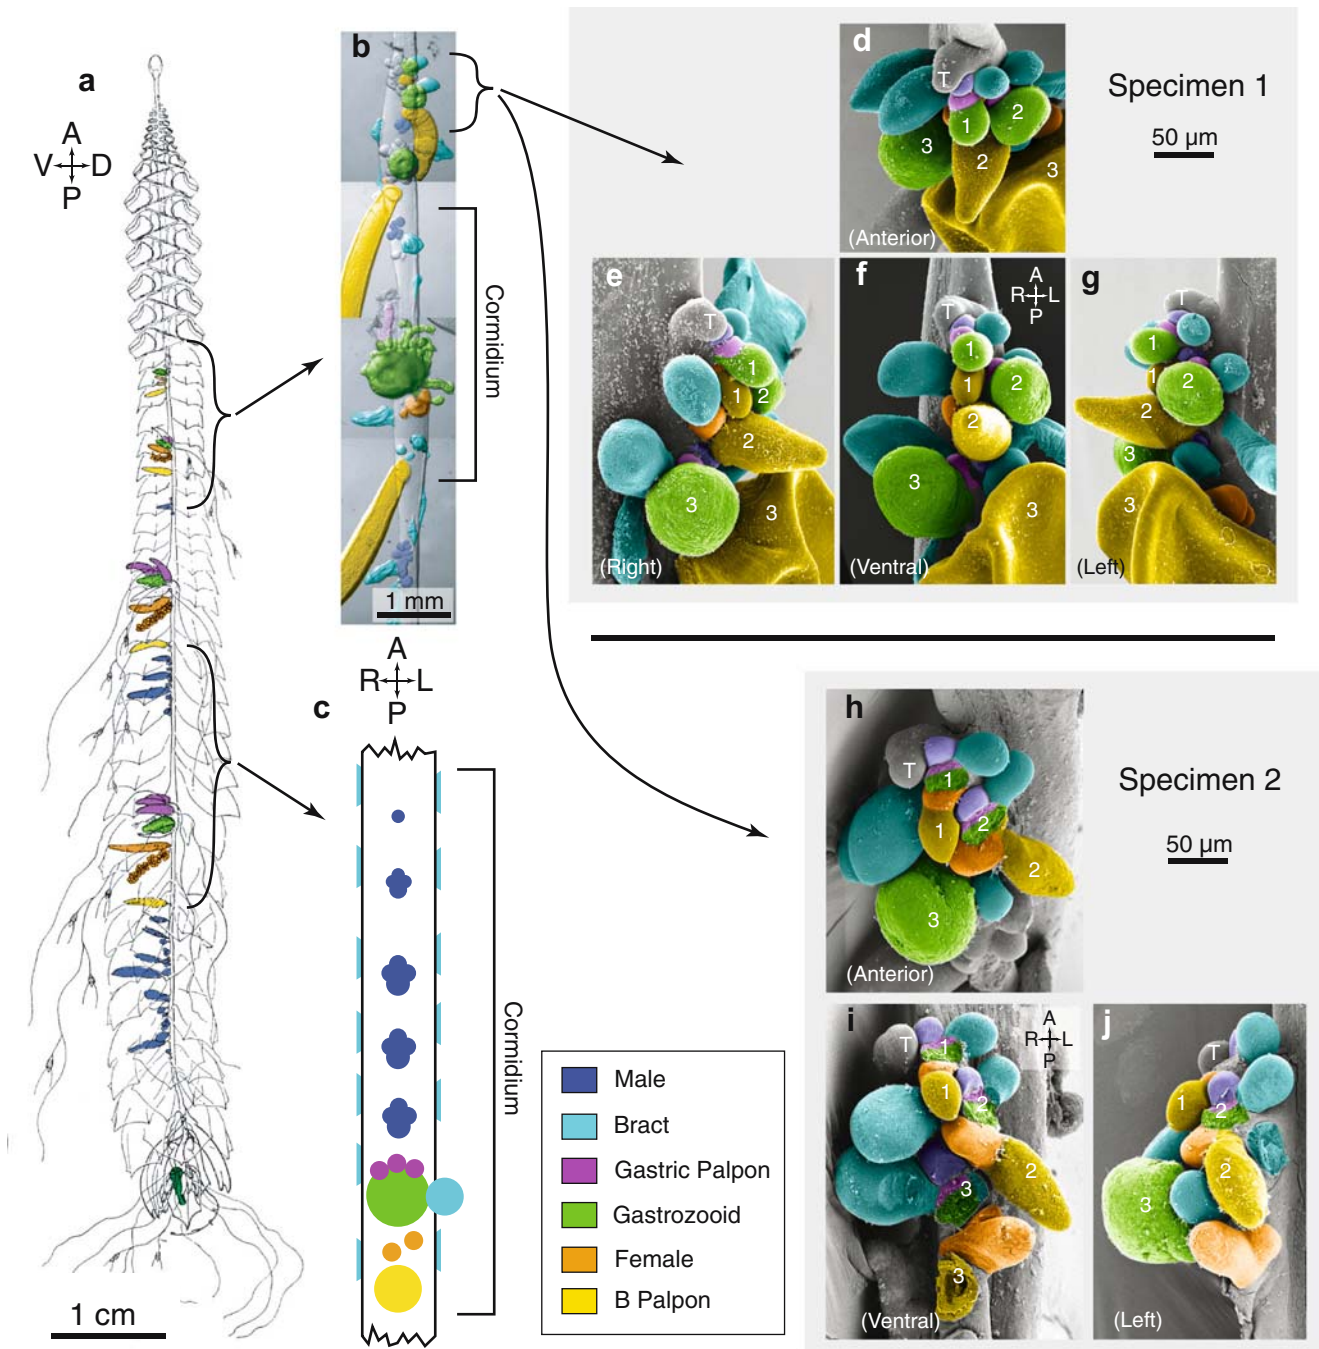 a
A
V D
P
1 cm
b
Cormidium
1 mm
A
R L
P
c
Cormidium
Male
Bract
Gastric Palpon
Gastrozooid
Female
B Palpon
Specimen 1
50 µm
d
T
1
2
3
2
3
(Anterior)
e
T
1
1
2
2
3
3
(Right)
f
A
R L
P
T
1
1
2
2
3
3
(Ventral)
g
T
1
1
2
2
3
3
(Left)
Specimen 2
50 µm
h
T
1
1
2
2
3
(Anterior)
i
A
R L
P
T
1
1
2
2
3
3
(Ventral)
j
T
1
2
2
3
(Left)